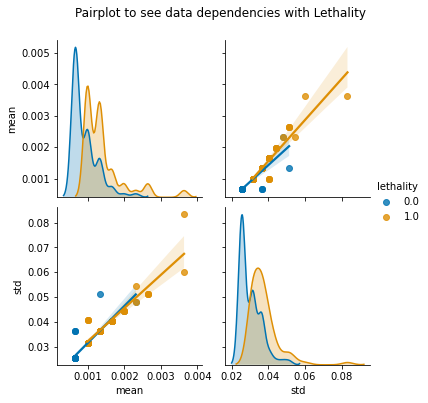 Pairplot to see data dependencies with Lethality
0.005
0.004
0.003
0.002
0.001
mean
lethality
0.0
1.0
0.08
0.07
0.06
0.05
0.04
0.03
std
0.001 0.002 0.003 0.004
mean
0.02 0.04 0.06 0.08
std